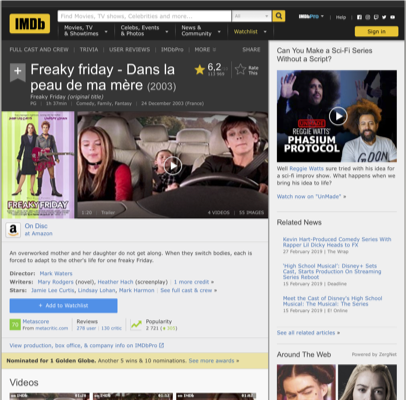 IMDb
Find Movies, TV shows, Celebrities and more...
All
IMDbPro
Help
Movies, TV & Showtimes
Celebs, Events & Photos
News & Community
Watchlist
Sign in
FULL CAST AND CREW | TRIVIA | USER REVIEWS | IMDbPro | MORE
SHARE
Freaky friday - Dans la peau de ma mère (2003)
6,2
Rate This
Freaky Friday (original title)
PG | 1h 37min | Comedy, Family, Fantasy | 24 December 2003 (France)
FREAKY FRIDAY
1:20 | Trailer
4 VIDEOS | 35 IMAGES
On Disc
at Amazon
An overworked mother and her daughter do not get along. When they switch bodies, each is forced to adapt to the other's life for one freaky Friday.
Director: Mark Waters
Writers: Mary Rodgers (novel), Heather Hach (screenplay) | 1 more credit »
Stars: Jamie Lee Curtis, Lindsay Lohan, Mark Harmon | See full cast & crew »
+ Add to Watchlist
Metascore
From metacritic.com
Reviews
278 user | 130 critic
Popularity
2 721
View production, box office, & company info on IMDbPro
Nominated for 1 Golden Globe. Another 5 wins & 10 nominations. See more awards »
Videos
Can You Make a Sci-Fi Series Without a Script?
REGGIE WATTS'
PHASIUM PROTOCOL
Well Reggie Watts sure tried with his idea for a sci-fi improv show. What happens when we bring his idea to life?
Watch now on "UnMade" »
Related News
Kevin Hart-Produced Comedy Series With Rapper Lil Dicky Heads to FX
27 February 2019 | The Wrap
'High School Musical': Disney+ Sets Cast, Starts Production On Streaming Series Reboot
15 February 2019 | Deadline
Meet the Cast of Disney's High School Musical: The Musical: The Series
15 February 2019 | E! Online
See all related articles »
Around The Web
Powered by ZergNet